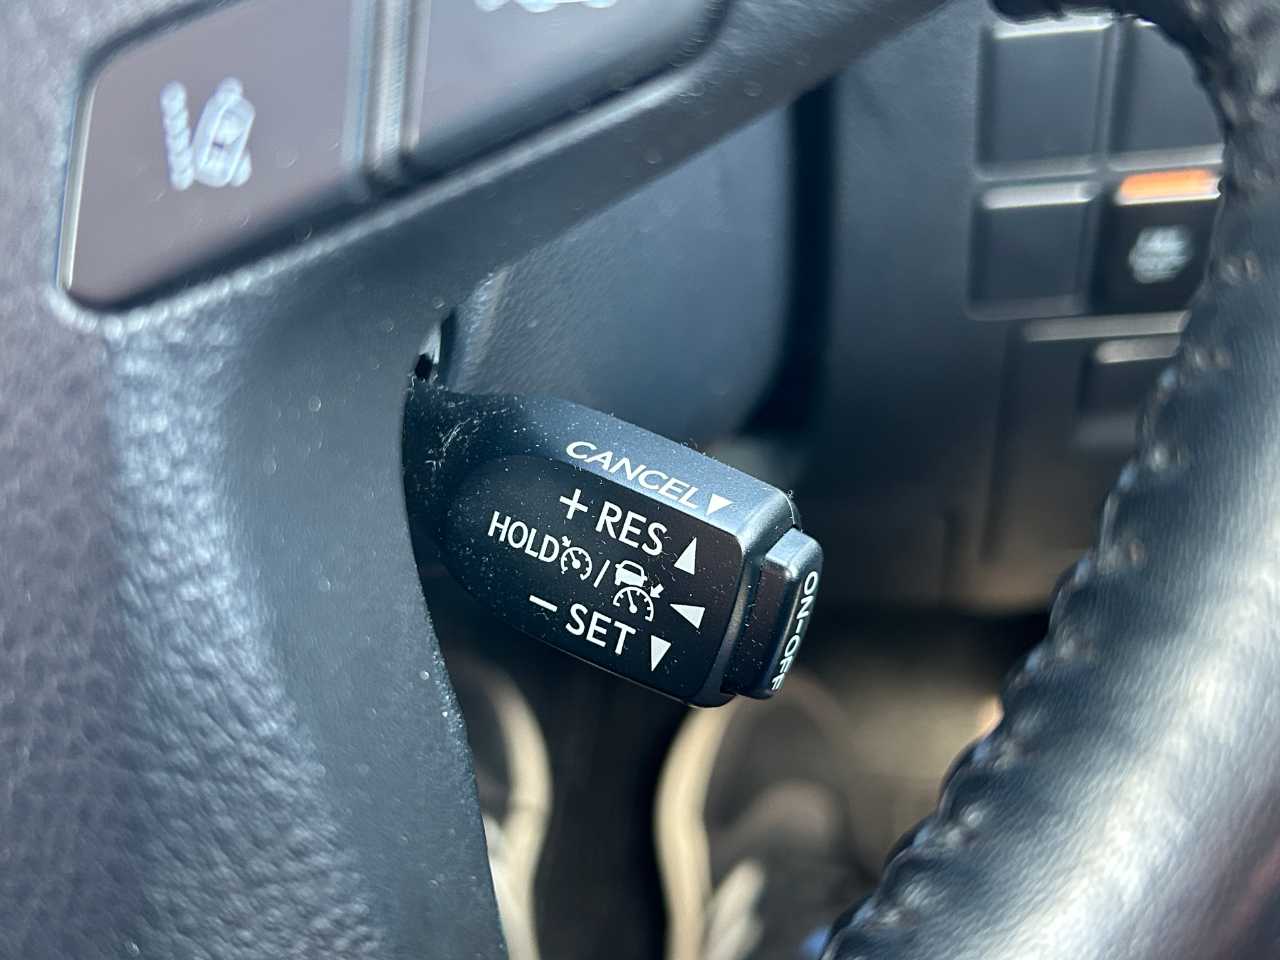 CANCEL▼
+ RES ▲
HOLD / ◀
− SET ▼
ON-OFF